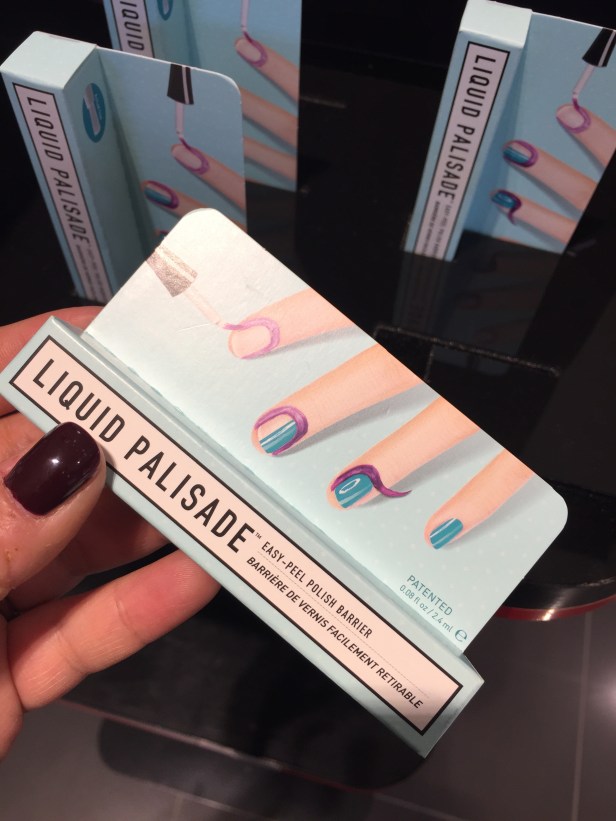 LIQUID PALISADE
LIQUID PALISADE
LIQUID PALISADE™
EASY-PEEL POLISH BARRIER
BARRIÈRE DE VERNIS FACILEMENT RETIRABLE
PATENTED
0.08 fl oz / 2.4 ml ℮